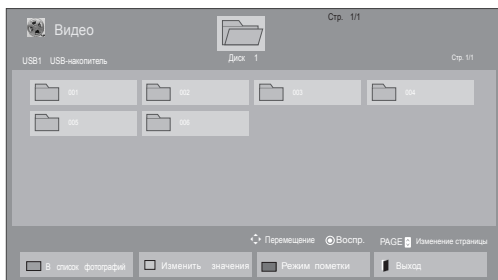 Стр. 1/1
Видео
Диск 1
USB1 USB-накопитель Стр. 1/1
001 002 003 004
005 006
Перемещение Воспр. PAGE Изменение страницы
В список фотографий Изменить значения Режим пометки Выход